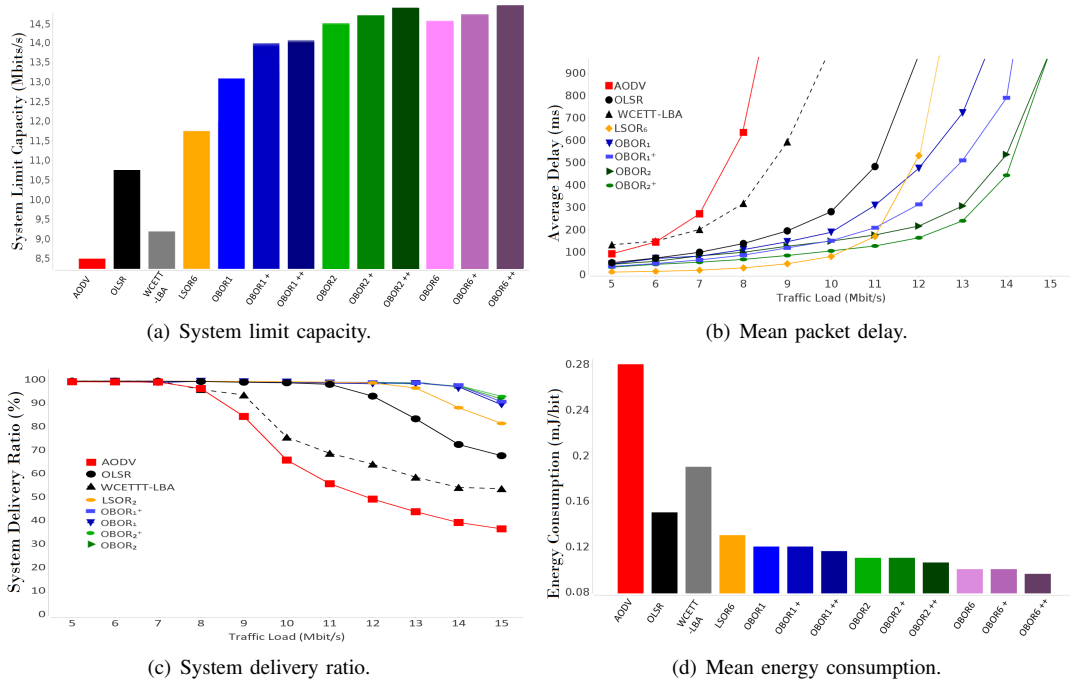 System Limit Capacity (Mbits/s)
14,5
14,0
13,5
13,0
12,5
12,0
11,5
11,0
10,5
10,0
9,5
9,0
8,5
AODV
OLSR
WCETT
-LBA
LSOR6
OBOR1
OBOR1 +
OBOR1 ++
OBOR2
OBOR2 +
OBOR2 ++
OBOR6
OBOR6 +
OBOR6 ++
(a) System limit capacity.
Average Delay (ms)
900
800
700
600
500
400
300
200
100
0
AODV
OLSR
WCETT-LBA
LSOR₆
OBOR₁
OBOR₁⁺
OBOR₂
OBOR₂⁺
5 6 7 8 9 10 11 12 13 14 15
Traffic Load (Mbit/s)
(b) Mean packet delay.
System Delivery Ratio (%)
100
90
80
70
60
50
40
30
20
10
0
AODV
OLSR
WCETTT-LBA
LSOR₂
OBOR₁⁺
OBOR₁
OBOR₂⁺
OBOR₂
5 6 7 8 9 10 11 12 13 14 15
Traffic Load (Mbit/s)
(c) System delivery ratio.
Energy Consumption (mJ/bit)
0.28
0.24
0.2
0.16
0.12
0.08
AODV
OLSR
WCETT
-LBA
LSOR6
OBOR1
OBOR1 +
OBOR1 ++
OBOR2
OBOR2 +
OBOR2 ++
OBOR6
OBOR6 +
OBOR6 ++
(d) Mean energy consumption.